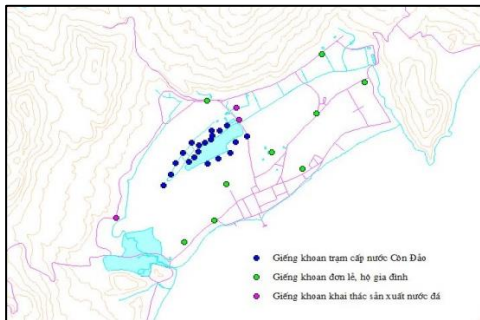 Giếng khoan trạm cấp nước Côn Đảo
Giếng khoan đơn lẻ, hộ gia đình
Giếng khoan khai thác sản xuất nước đá